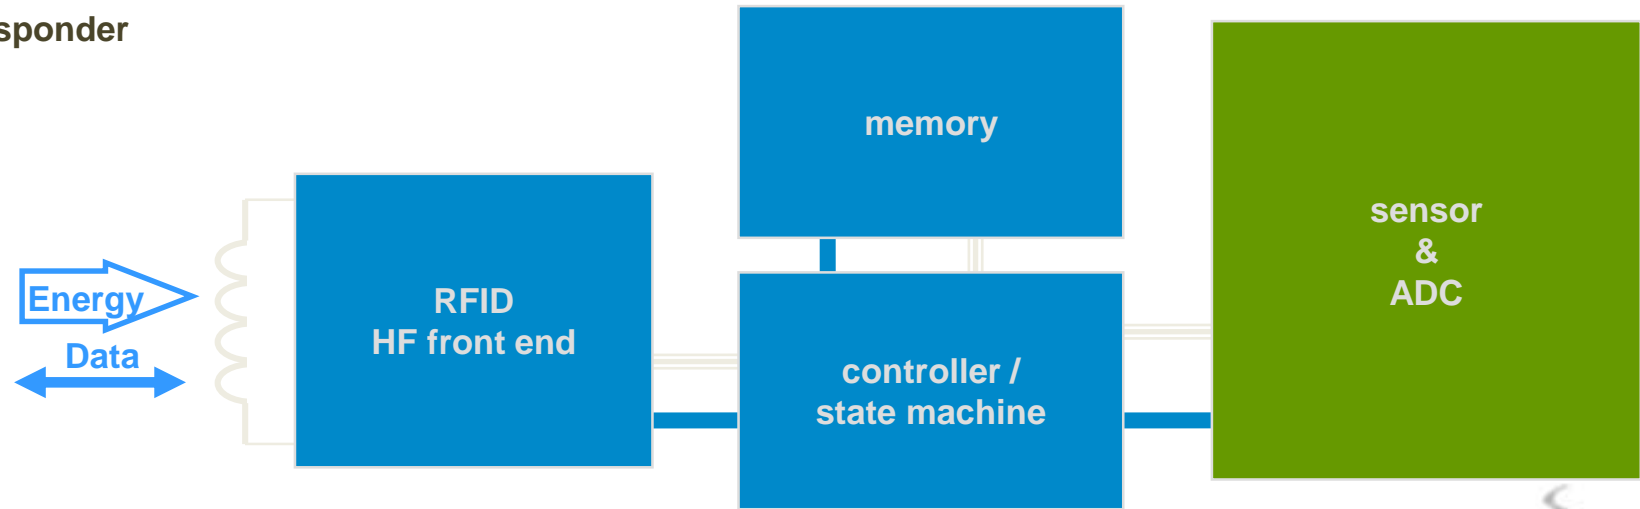 sponder
memory
sensor
&
ADC
Energy
Data
RFID
HF front end
controller /
state machine